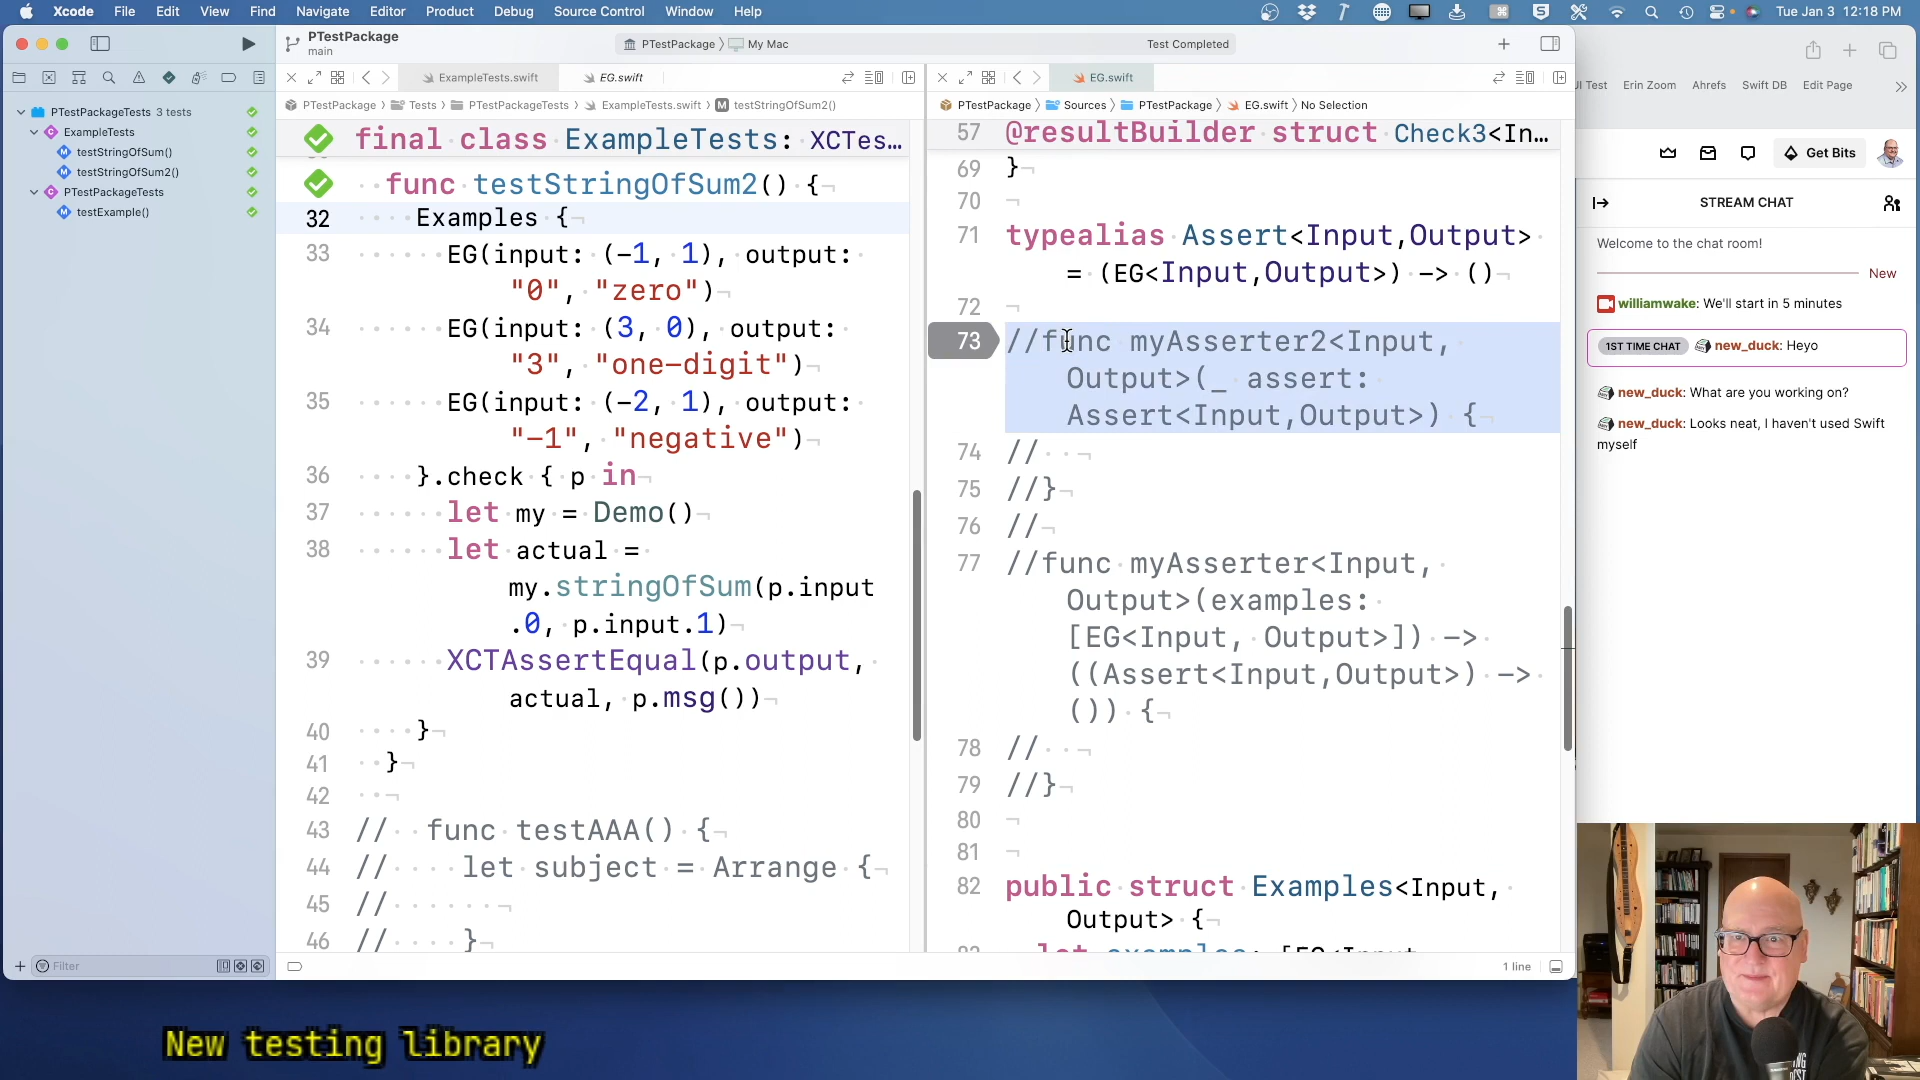 Xcode File Edit View Find Navigate Editor Product Debug Source Control Window Help
Tue Jan 3 12:18 PM
PTestPackage
main
PTestPackage
My Mac
Test Completed
ExampleTests.swift
EG.swift
EG.swift
PTestPackage
Tests
PTestPackageTests
ExampleTests.swift
M testStringOfSum2()
PTestPackage
Sources
PTestPackage
EG.swift
No Selection
PTestPackageTests 3 tests
C ExampleTests
M testStringOfSum()
M testStringOfSum2()
C PTestPackageTests
M testExample()
final class ExampleTests: XCTes…
func testStringOfSum2() {
32 Examples {
33 EG(input: (-1, 1), output:
"0", "zero")
34 EG(input: (3, 0), output:
"3", "one-digit")
35 EG(input: (-2, 1), output:
"-1", "negative")
36 }.check { p in
37 let my = Demo()
38 let actual =
my.stringOfSum(p.input
.0, p.input.1)
39 XCTAssertEqual(p.output,
actual, p.msg())
40 }
41 }
42
43 // func testAAA() {
44 // let subject = Arrange {
45 //
46 // }
57 @resultBuilder struct Check3<In…
69 }
70
71 typealias Assert<Input,Output>
= (EG<Input,Output>) -> ()
72
73 //func myAsserter2<Input,
Output>(_ assert:
Assert<Input,Output>) {
74 //
75 //}
76 //
77 //func myAsserter<Input,
Output>(examples:
[EG<Input, Output>]) ->
((Assert<Input,Output>) ->
()) {
78 //
79 //}
80
81
82 public struct Examples<Input,
Output> {
Filter
1 line
UI Test
Erin Zoom
Ahrefs
Swift DB
Edit Page
Get Bits
STREAM CHAT
Welcome to the chat room!
New
williamwake: We'll start in 5 minutes
1ST TIME CHAT new_duck: Heyo
new_duck: What are you working on?
new_duck: Looks neat, I haven't used Swift
myself
New testing library